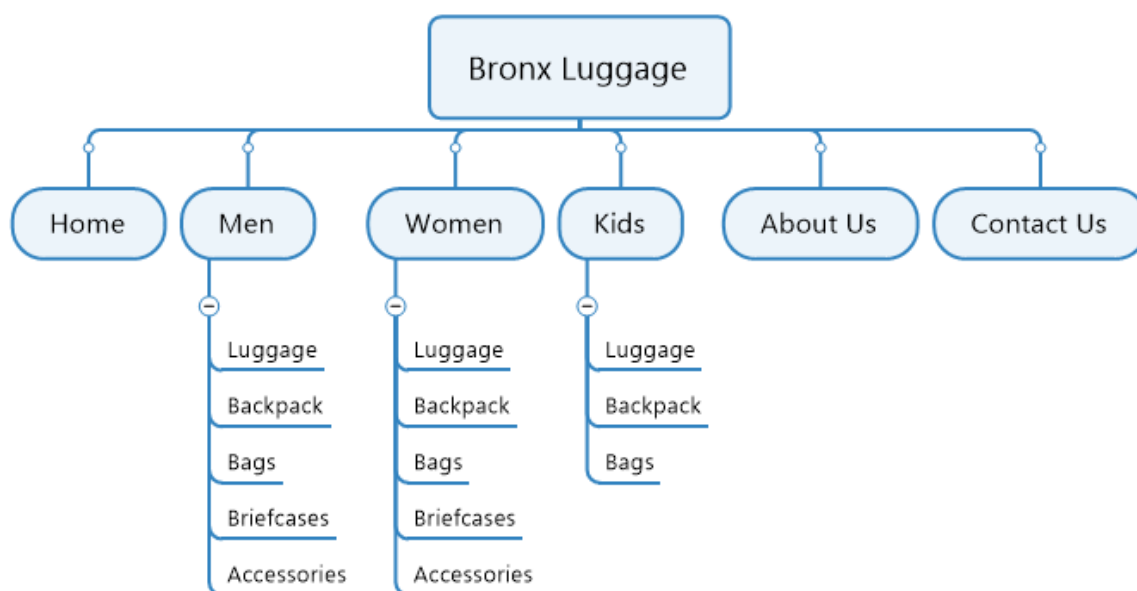 Bronx Luggage
Home
Men
Women
Kids
About Us
Contact Us
Luggage
Backpack
Bags
Briefcases
Accessories
Luggage
Backpack
Bags
Briefcases
Accessories
Luggage
Backpack
Bags